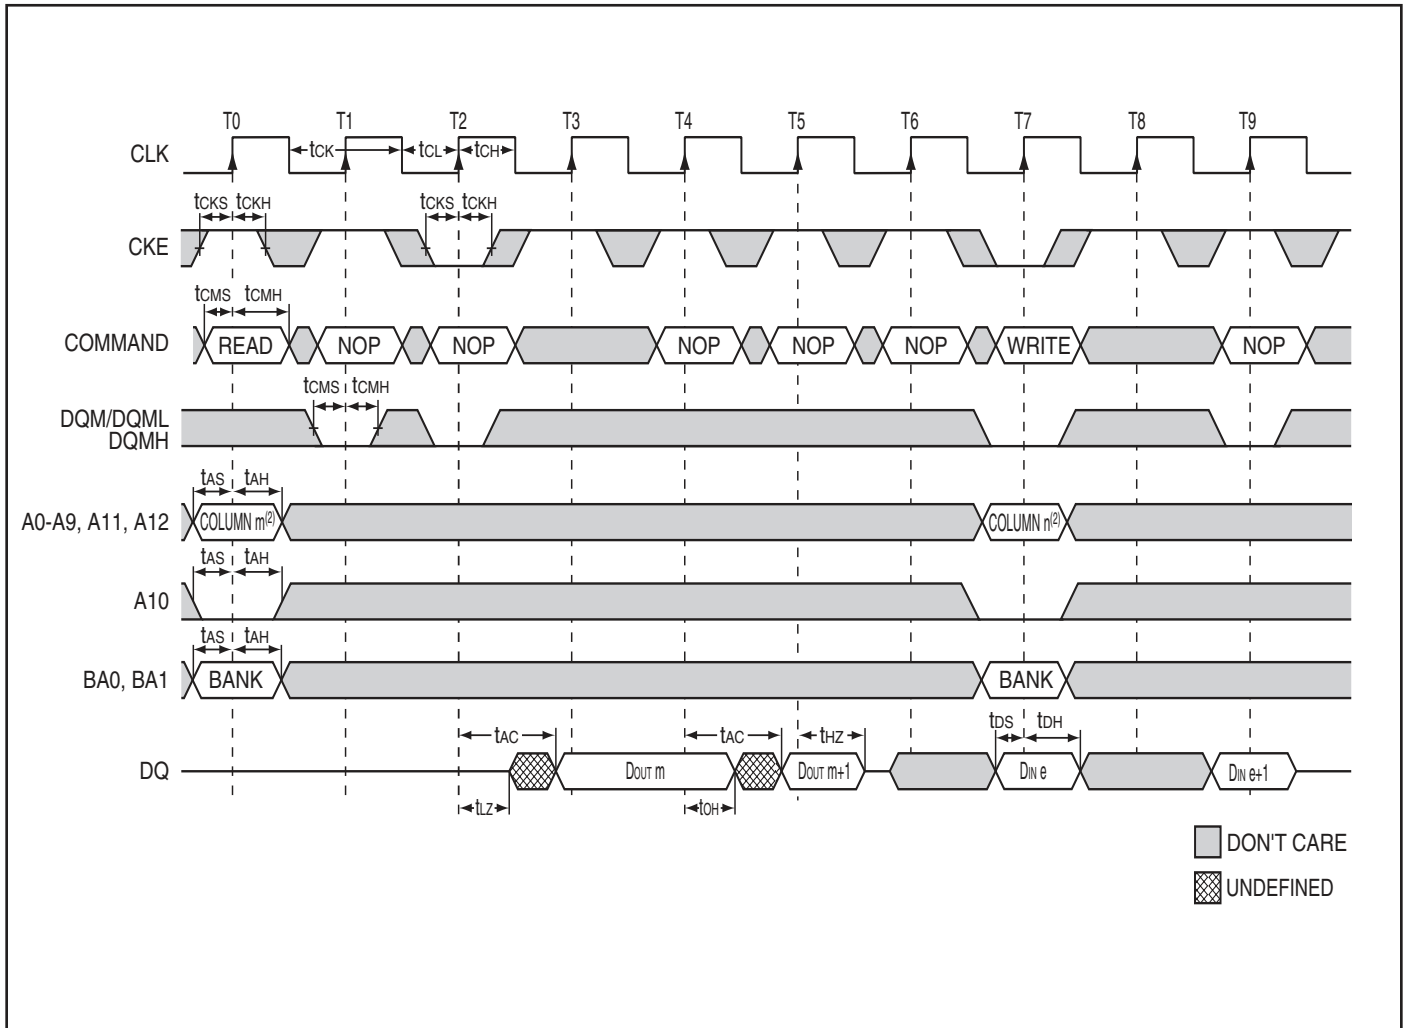 T0 T1 T2 T3 T4 T5 T6 T7 T8 T9
CLK tCK tCL tCH
tCKS tCKH tCKS tCKH
CKE
tCMS tCMH
COMMAND READ NOP NOP NOP NOP NOP WRITE NOP
tCMS tCMH
DQM/DQML
DQMH
tAS tAH
A0-A9, A11, A12 COLUMN m(2) COLUMN n(2)
tAS tAH
A10
tAS tAH
BA0, BA1 BANK BANK
tAC tAC tHZ tDS tDH
DQ DOUT m DOUT m+1 DIN e DIN e+1
tLZ tOH
DON'T CARE
UNDEFINED